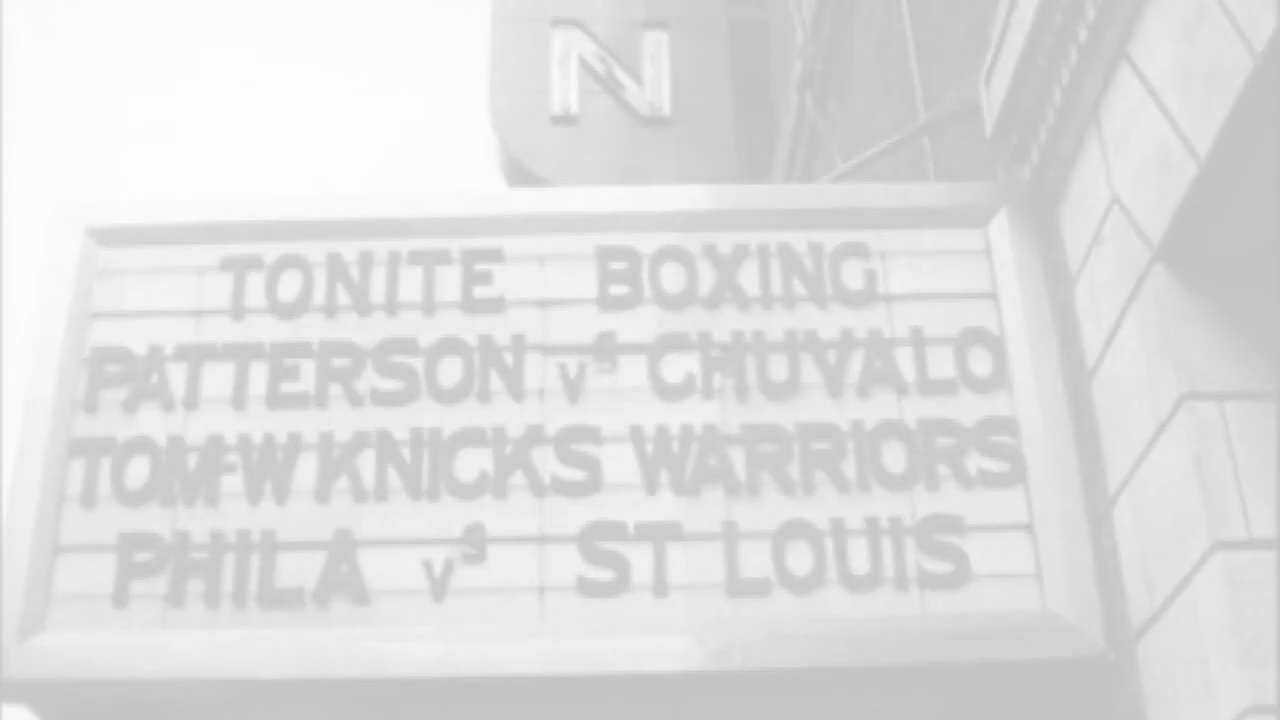 N
TONITE BOXING
PATTERSON vS CHUVALO
TOM-W KNICKS WARRIORS
PHILA vS ST LOUIS